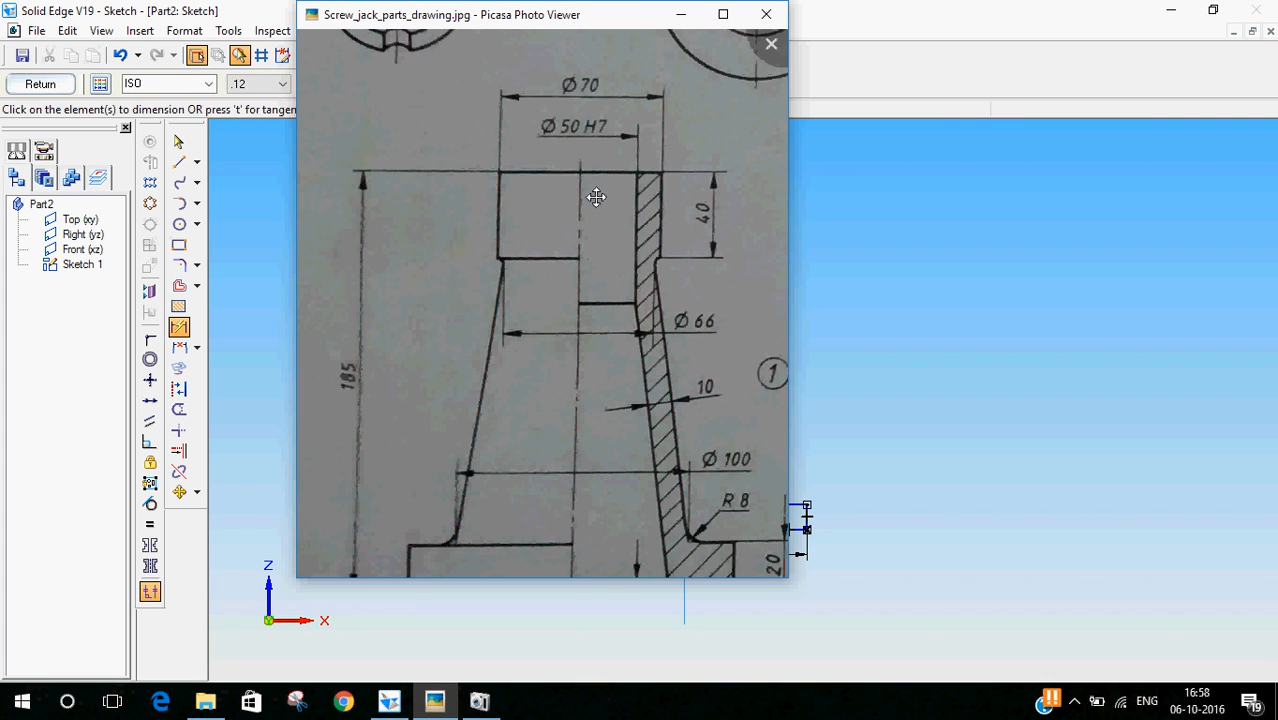 Solid Edge V19 - Sketch - [Part2: Sketch]
Screw_jack_parts_drawing.jpg - Picasa Photo Viewer
File Edit View Insert Format Tools Inspect
Return
ISO
.12
Click on the element(s) to dimension OR press 't' for tangen
Part2
Top (xy)
Right (yz)
Front (xz)
Sketch 1
Ø 70
Ø 50 H7
40
Ø 66
185
1
10
Ø 100
R 8
20
Z
X
ENG
16:58
06-10-2016
19